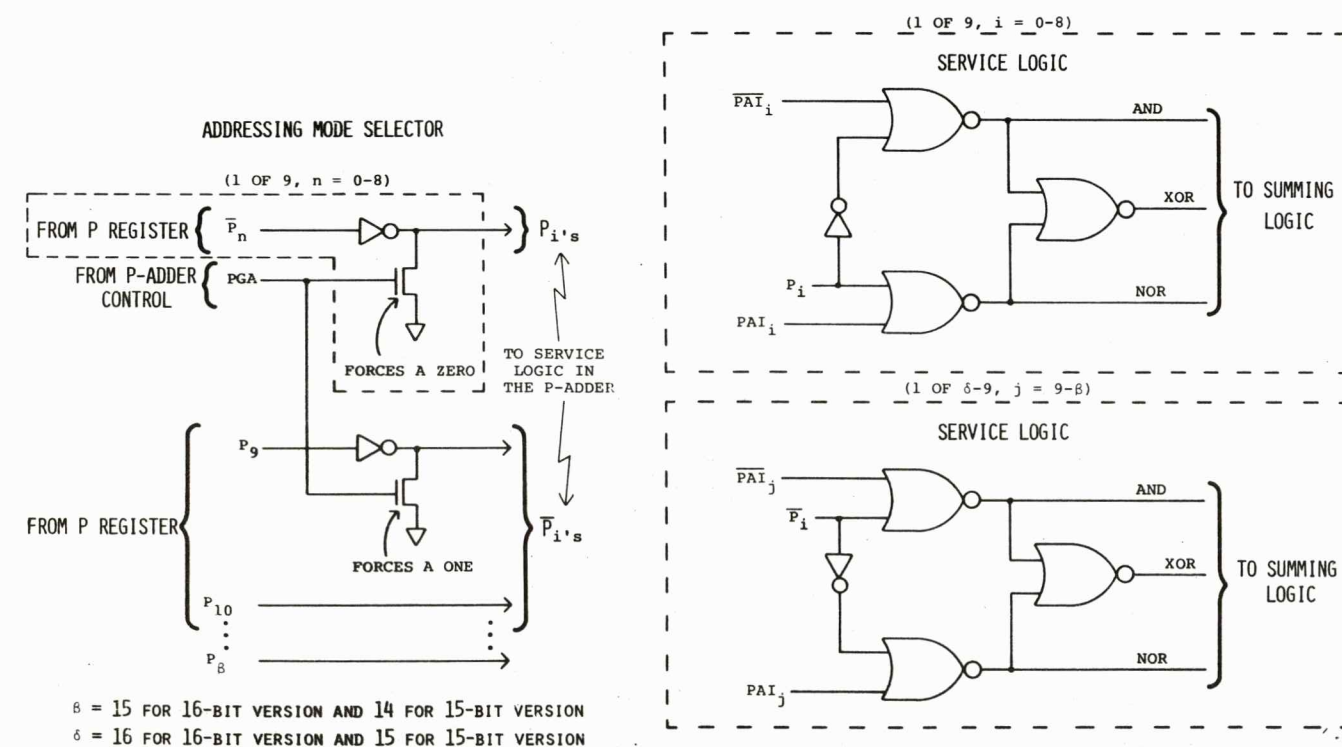 ADDRESSING MODE SELECTOR
(1 OF 9, n = 0-8)
FROM P REGISTER { P̅n
} Pi's
FROM P-ADDER
CONTROL
{ PGA
FORCES A ZERO
TO SERVICE
LOGIC IN
THE P-ADDER
P9
FROM P REGISTER
P̅i's
FORCES A ONE
P10
Pβ
β = 15 FOR 16-BIT VERSION AND 14 FOR 15-BIT VERSION
δ = 16 FOR 16-BIT VERSION AND 15 FOR 15-BIT VERSION
(1 OF 9, i = 0-8)
SERVICE LOGIC
P̅A̅I̅i
AND
XOR
TO SUMMING
LOGIC
Pi
PAIi
NOR
(1 OF δ-9, j = 9-β)
SERVICE LOGIC
P̅A̅I̅j
AND
P̅i
XOR
TO SUMMING
LOGIC
NOR
PAIj